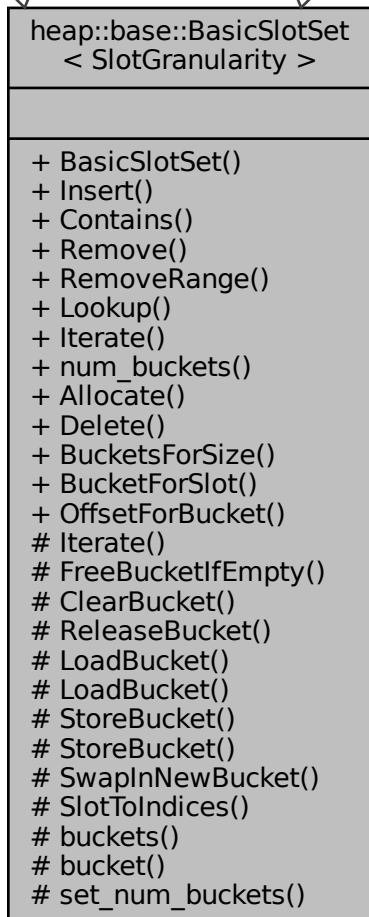 heap::base::BasicSlotSet
< SlotGranularity >
+ BasicSlotSet()
+ Insert()
+ Contains()
+ Remove()
+ RemoveRange()
+ Lookup()
+ Iterate()
+ num_buckets()
+ Allocate()
+ Delete()
+ BucketsForSize()
+ BucketForSlot()
+ OffsetForBucket()
# Iterate()
# FreeBucketIfEmpty()
# ClearBucket()
# ReleaseBucket()
# LoadBucket()
# LoadBucket()
# StoreBucket()
# StoreBucket()
# SwapInNewBucket()
# SlotToIndices()
# buckets()
# bucket()
# set_num_buckets()